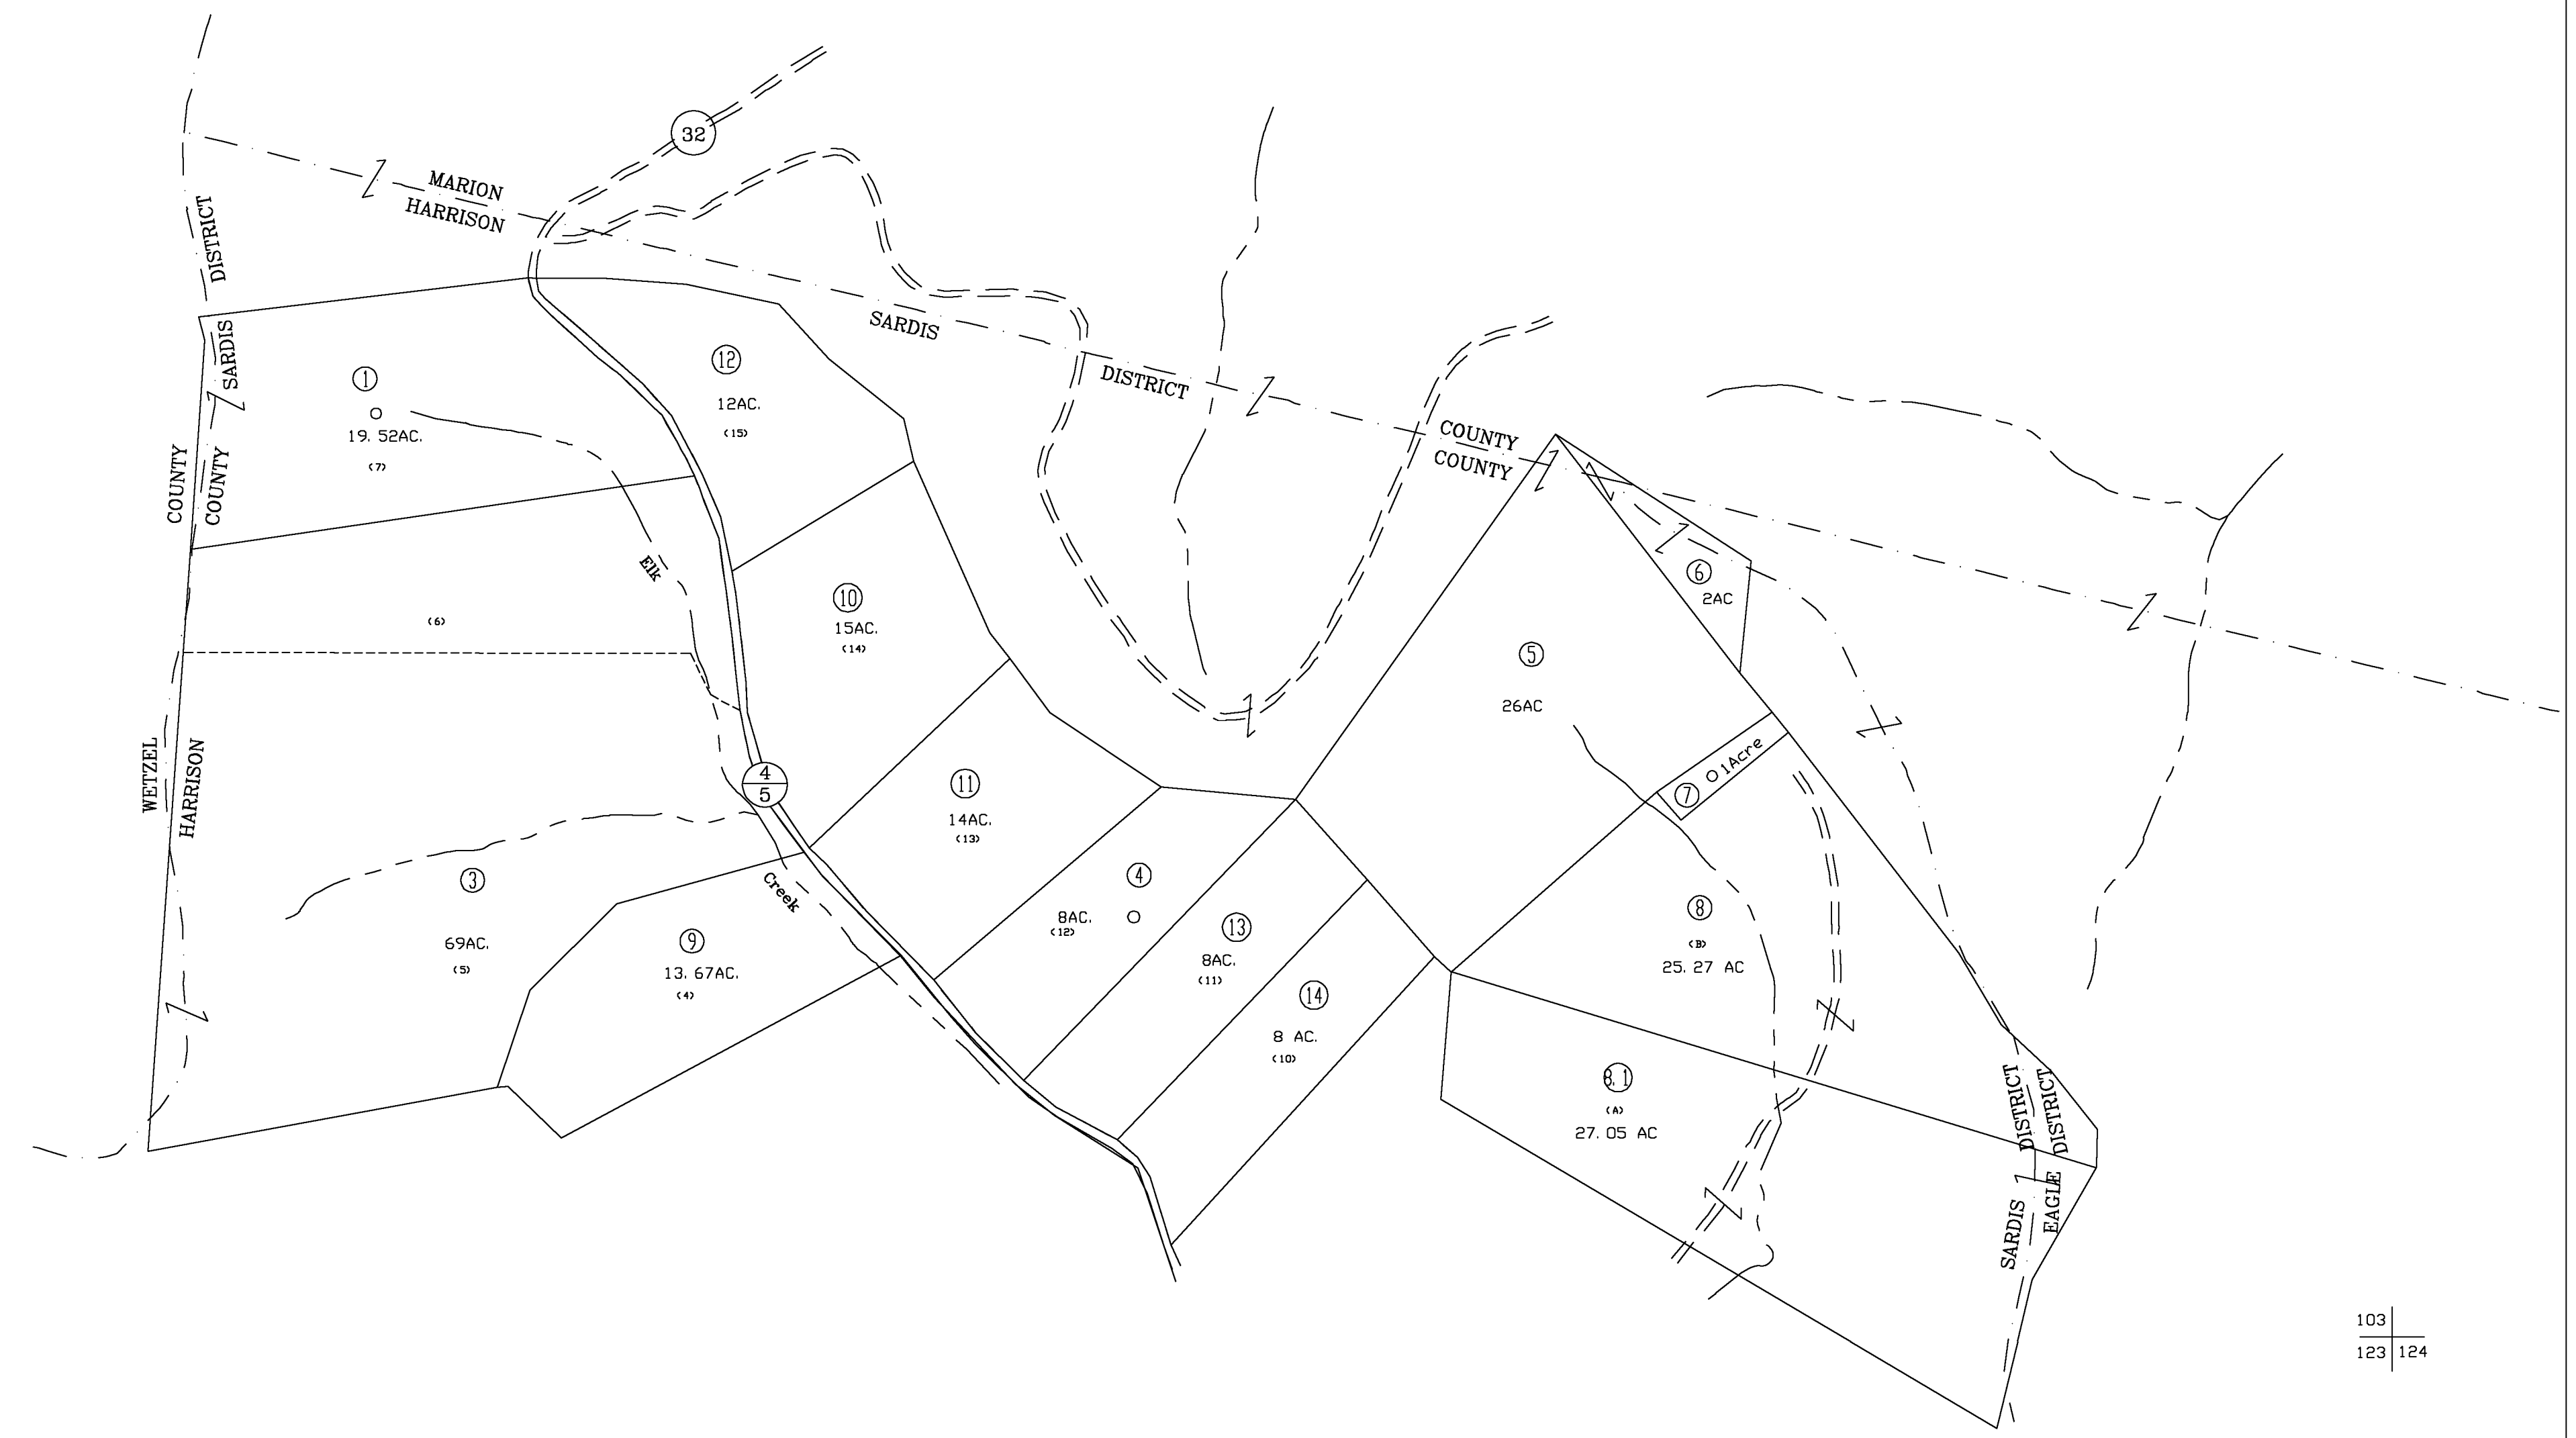 32
MARION
HARRISON
DISTRICT
SARDIS
SARDIS
DISTRICT
COUNTY
COUNTY
COUNTY
COUNTY
WETZEL
HARRISON
1
19. 52AC.
(7)
12
12AC.
(15)
(6)
Elk
10
15AC.
(14)
6
2AC
5
26AC
7
1Acre
4
5
11
14AC.
(13)
3
69AC.
(5)
Creek
9
13. 67AC.
(4)
4
8AC.
(12)
13
8AC.
(11)
14
8 AC.
(10)
8
(B)
25. 27 AC
8. 1
(A)
27. 05 AC
DISTRICT
DISTRICT
SARDIS
EAGLE
103
123
124